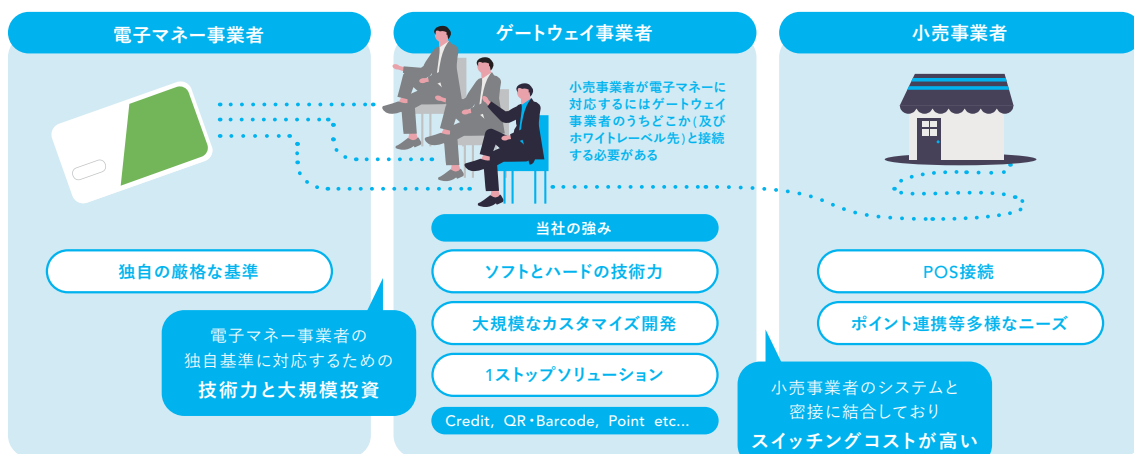 電子マネー事業者
独自の厳格な基準
電子マネー事業者の
独自基準に対応するための
技術力と大規模投資
ゲートウェイ事業者
小売事業者が電子マネーに
対応するにはゲートウェイ
事業者のうちどこか(及び
ホワイトレーベル先)と接続
する必要がある
当社の強み
ソフトとハードの技術力
大規模なカスタマイズ開発
1ストップソリューション
Credit, QR・Barcode, Point etc...
小売事業者
POS接続
ポイント連携等多様なニーズ
小売事業者のシステムと
密接に結合しており
スイッチングコストが高い